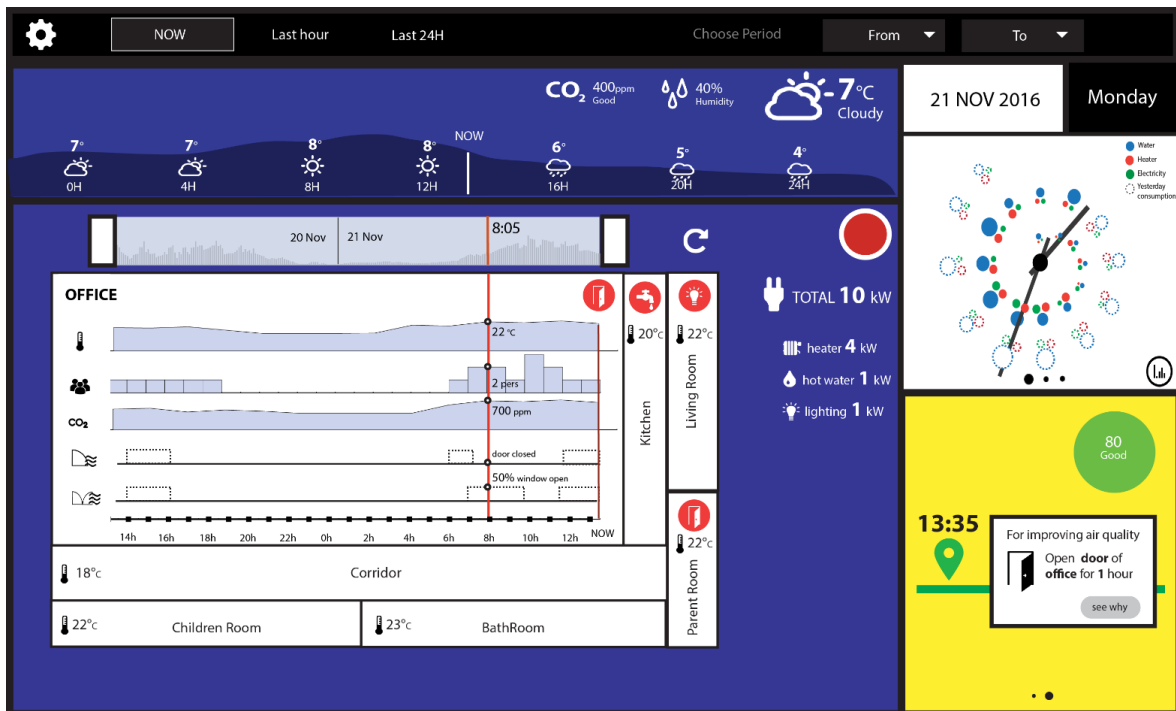 NOW Last hour Last 24H Choose Period From To
CO2 400ppm Good
40% Humidity
7°C Cloudy
21 NOV 2016
Monday
NOW
7° 7° 8° 8° 6° 5° 4°
0H 4H 8H 12H 16H 20H 24H
Water
Heater
Electricity
Yesterday
consumption
20 Nov 21 Nov 8:05
OFFICE
22 °C
2 pers
CO2 700 ppm
door closed
50% window open
14h 16h 18h 20h 22h 0h 2h 4h 6h 8h 10h 12h NOW
20°c
Kitchen
22°c
Living Room
22°c
Parent Room
18°c Corridor
22°c Children Room
23°c BathRoom
TOTAL 10 kW
heater 4 kW
hot water 1 kW
lighting 1 kW
80
Good
13:35
For improving air quality
Open door of
office for 1 hour
see why